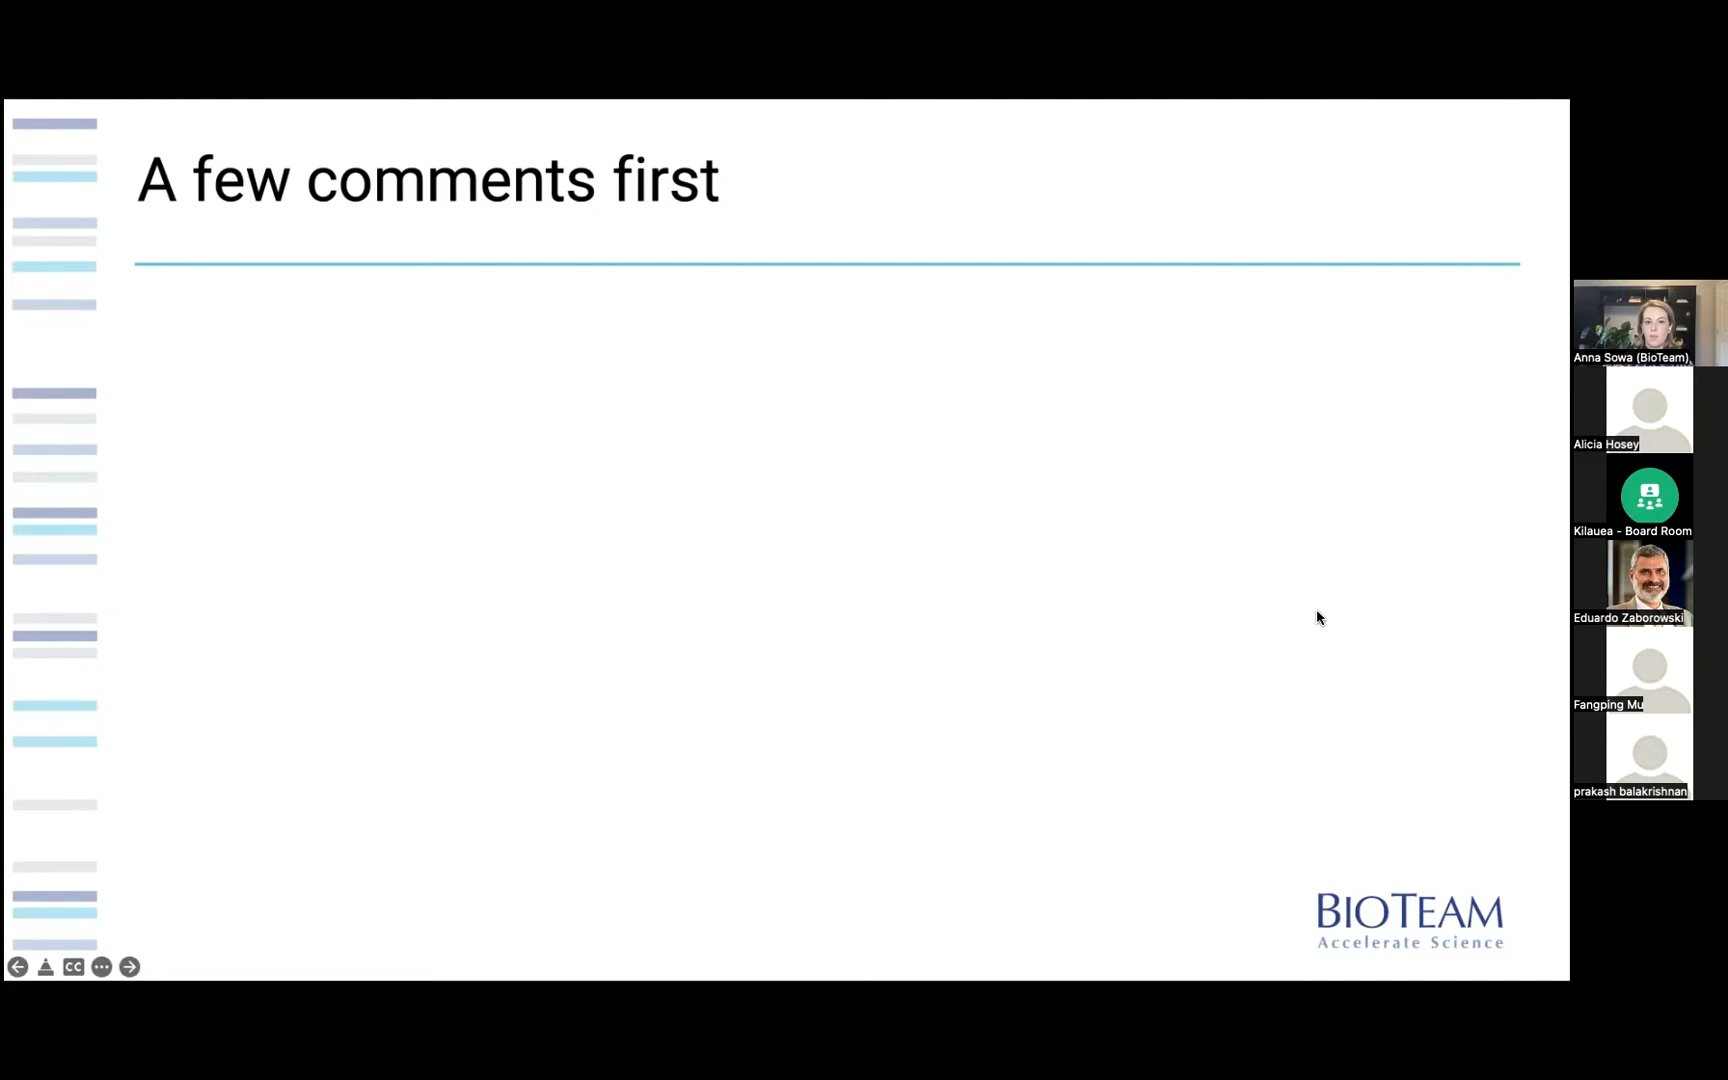 A few comments first
Anna Sowa (BioTeam)
Alicia Hosey
Kilauea - Board Room
Eduardo Zaborowski
Fangping Mu
prakash balakrishnan
BIOTEAM
Accelerate Science
CC